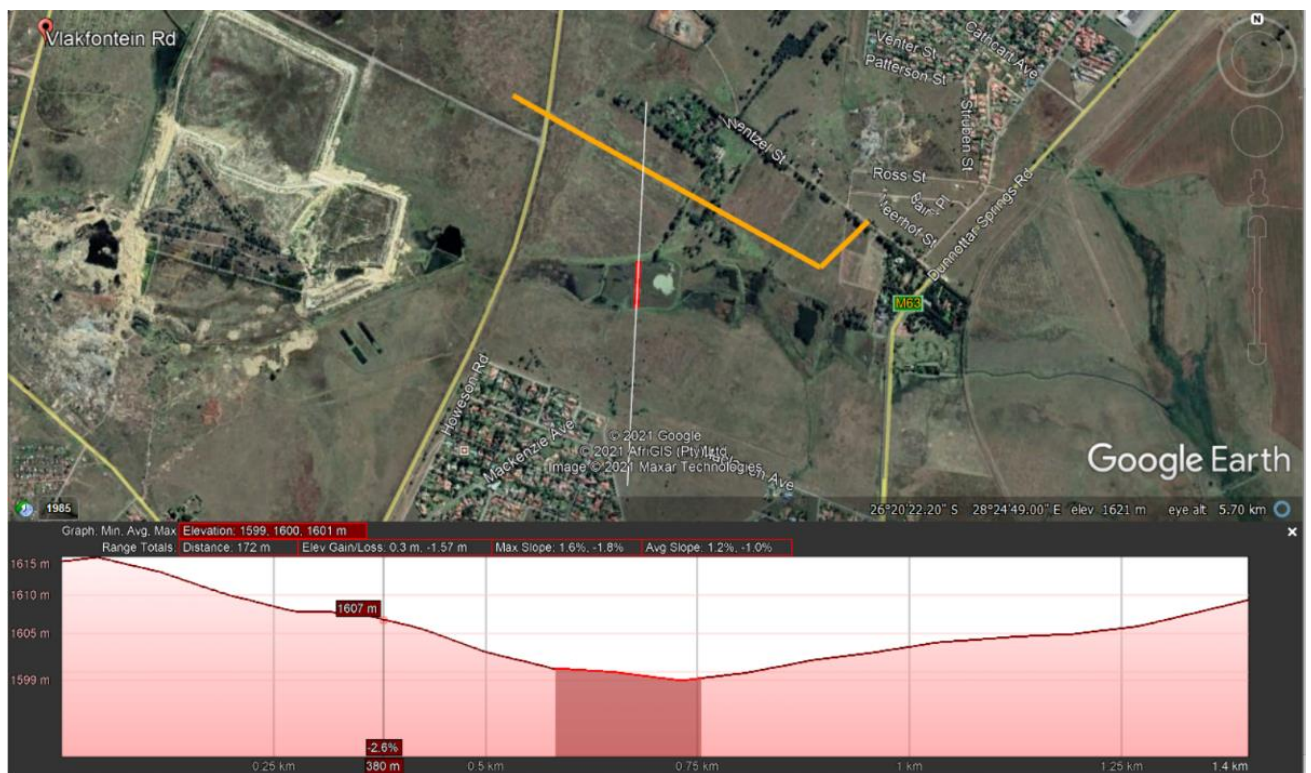 N
Vlakfontein Rd
Venter St
Cathcart Ave
Patterson St
Struben St
Wentzel St
Ross St
Meerhof St
Dunnottar Springs Rd
M63
Howeson Rd
Mackenzie Ave
© 2021 Google
© 2021 AfriGIS (Pty) Ltd.
Image © 2021 Maxar Technologies
Google Earth
1985
26°20'22.20" S 28°24'49.00" E elev 1621 m eye alt 5.70 km
Graph: Min, Avg, Max Elevation: 1599, 1600, 1601 m
Range Totals: Distance: 172 m Elev Gain/Loss: 0.3 m, -1.57 m Max Slope: 1.6%, -1.8% Avg Slope: 1.2%, -1.0%
1615 m
1610 m
1607 m
1605 m
1599 m
-2.6%
0.25 km 380 m 0.5 km 0.75 km 1 km 1.25 km 1.4 km